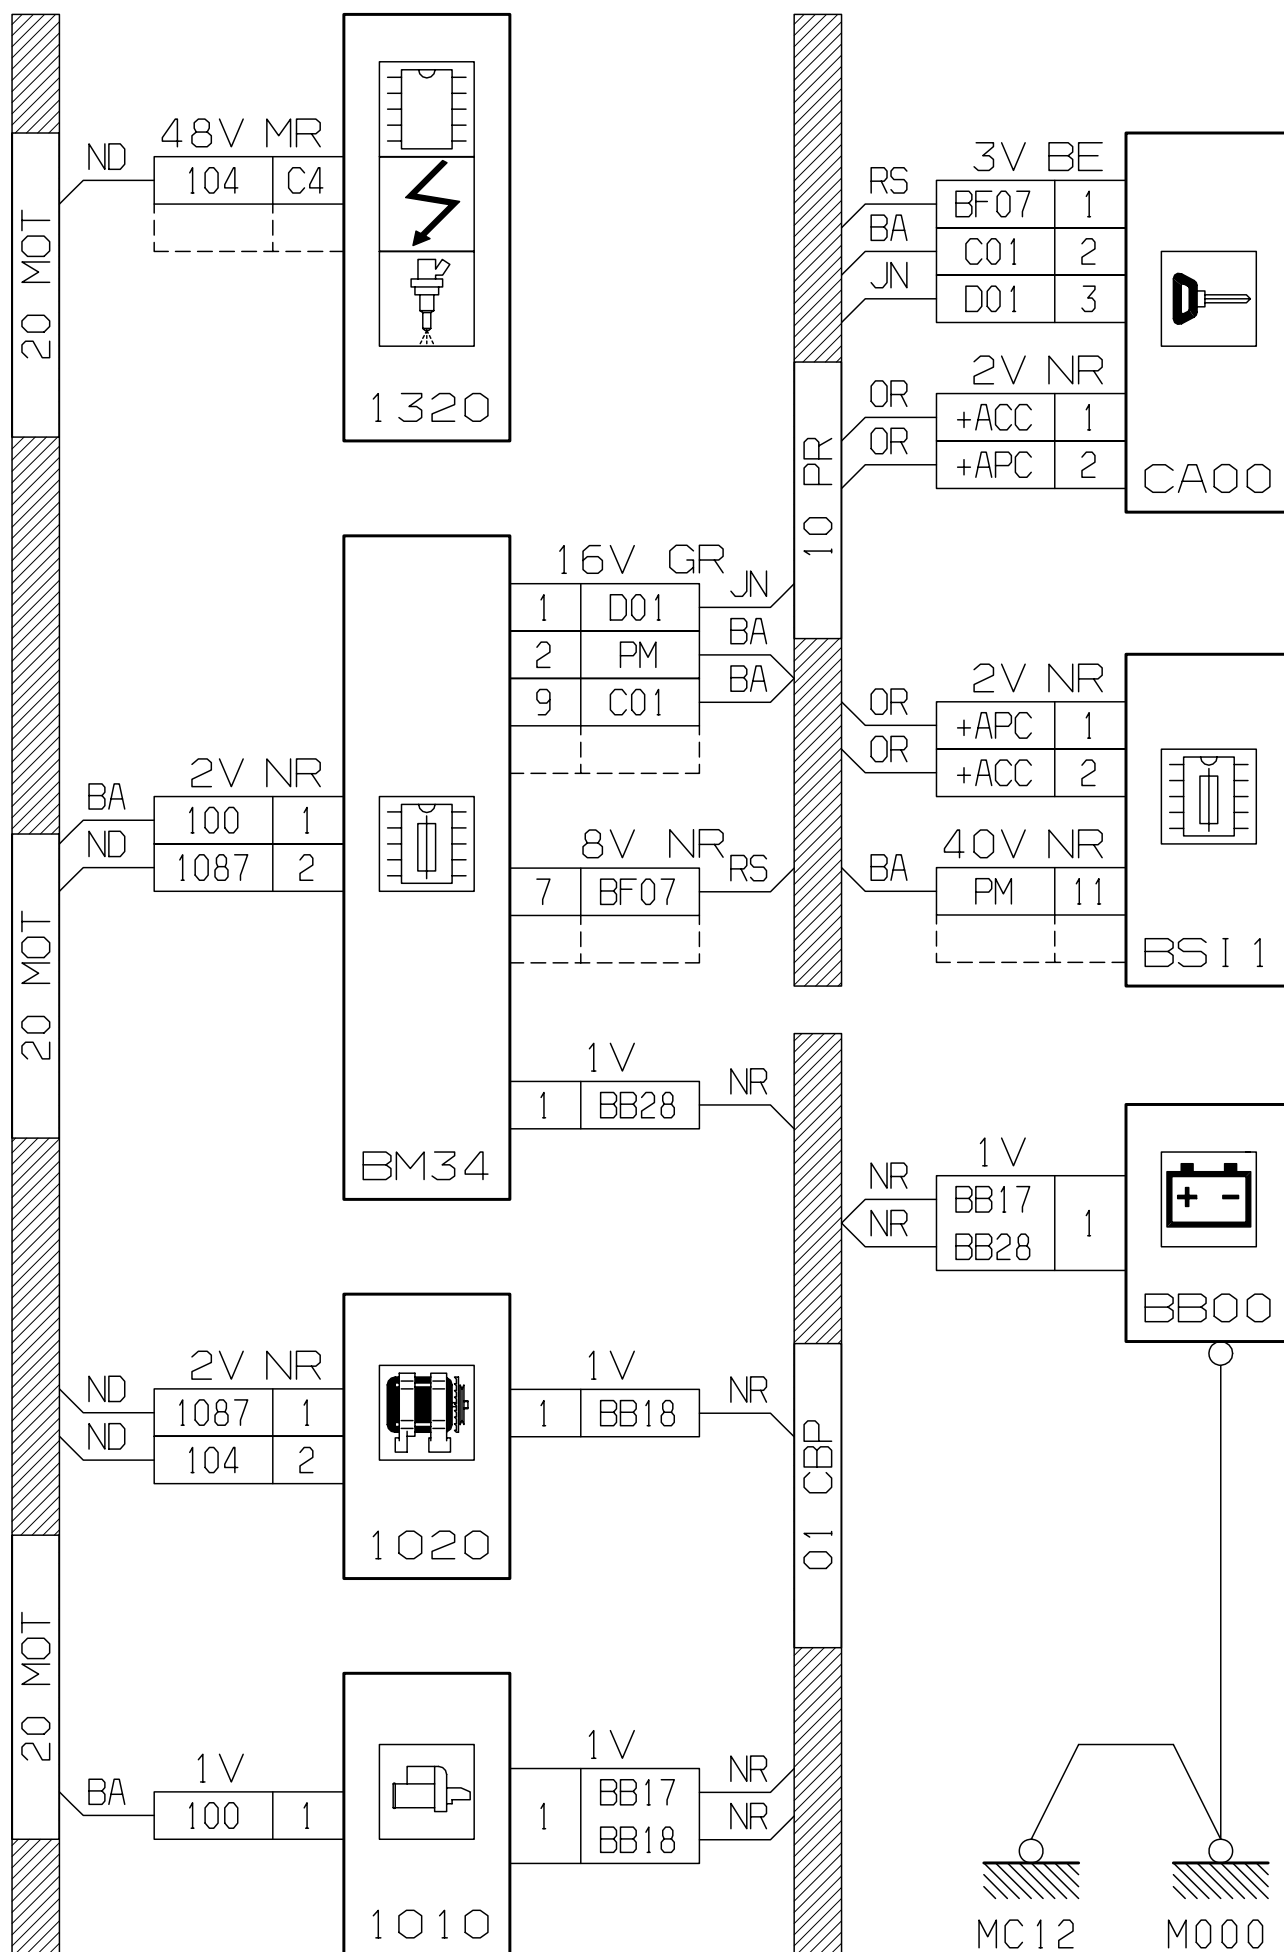 48V MR
ND
104 C4
1320
20 MOT
3V BE
RS
BF07 1
BA
C01 2
JN
D01 3
2V NR
OR
+ACC 1
OR
+APC 2
CA00
10 PR
16V GR
1 D01
JN
2 PM
BA
9 C01
BA
2V NR
BA
100 1
ND
1087 2
8V NR
7 BF07
RS
1V
1 BB28
NR
BM34
20 MOT
2V NR
OR
+APC 1
OR
+ACC 2
40V NR
BA
PM 11
BSI1
1V
NR
BB17
NR
BB28
1
+ -
BB00
2V NR
ND
1087 1
ND
104 2
1V
1 BB18
NR
1020
01 CBP
20 MOT
1V
BA
100 1
1V
1
BB17
NR
BB18
NR
1010
MC12
M000